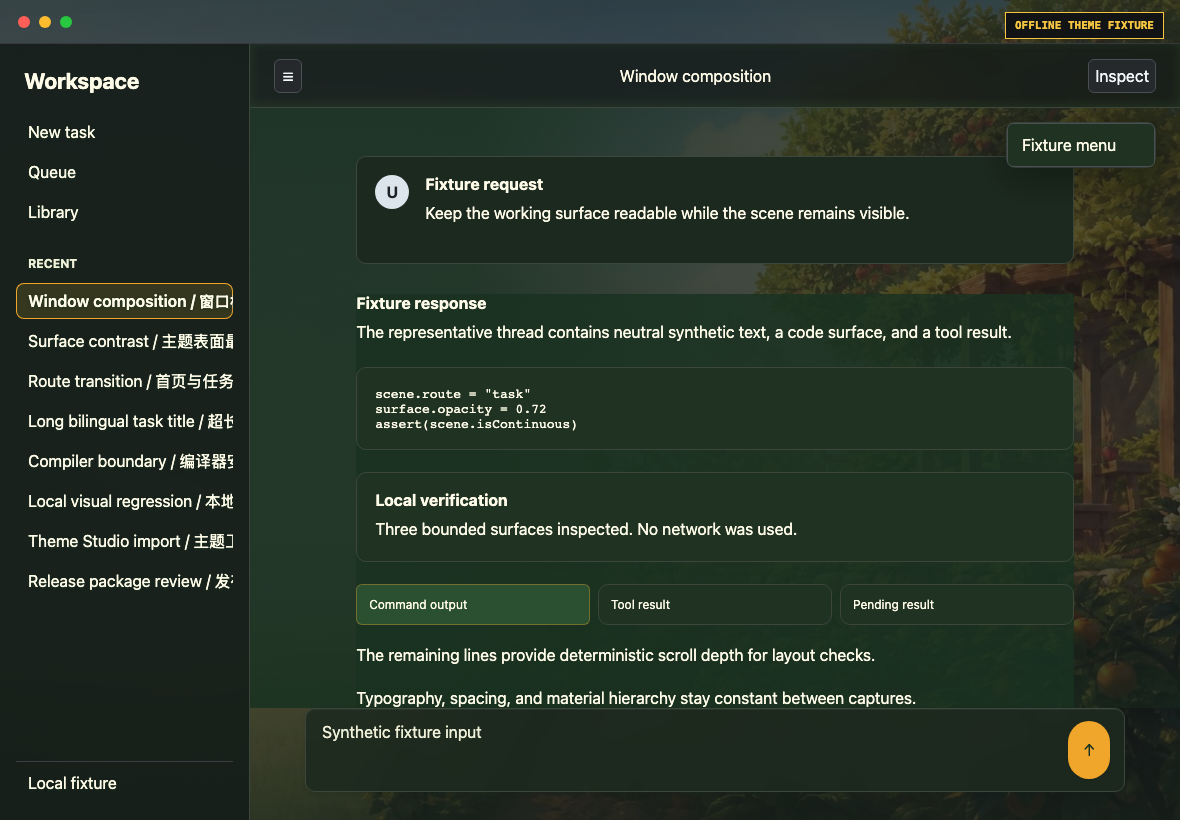 OFFLINE THEME FIXTURE
Workspace
New task
Queue
Library
RECENT
Window composition / 窗口
Surface contrast / 主题表面
Route transition / 首页与任务
Long bilingual task title / 超
Compiler boundary / 编译器
Local visual regression / 本地
Theme Studio import / 主题
Release package review / 发
Local fixture
Window composition
Inspect
Fixture menu
U
Fixture request
Keep the working surface readable while the scene remains visible.
Fixture response
The representative thread contains neutral synthetic text, a code surface, and a tool result.
scene.route = "task"
surface.opacity = 0.72
assert(scene.isContinuous)
Local verification
Three bounded surfaces inspected. No network was used.
Command output
Tool result
Pending result
The remaining lines provide deterministic scroll depth for layout checks.
Typography, spacing, and material hierarchy stay constant between captures.
Synthetic fixture input